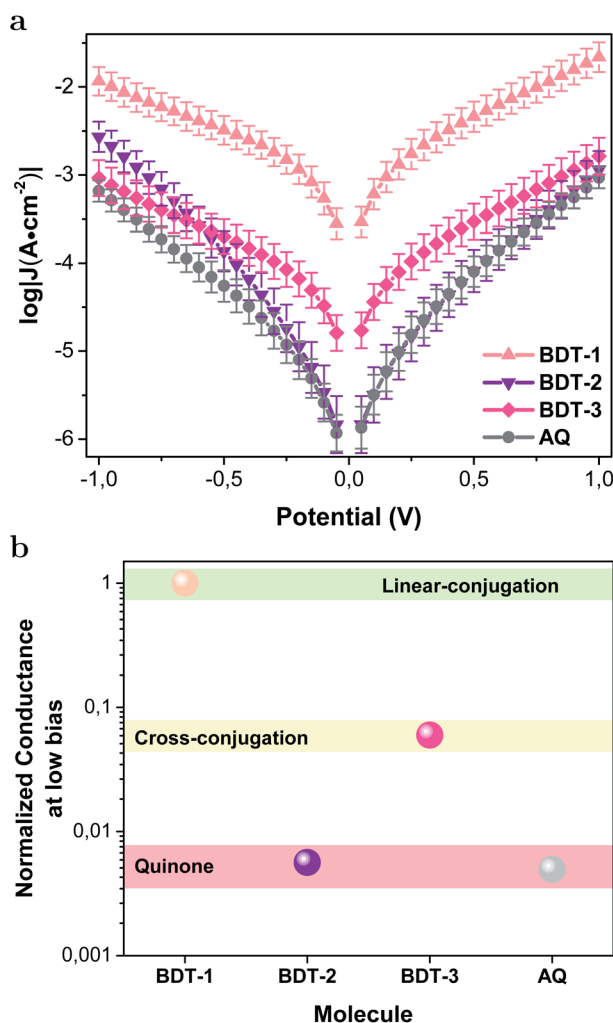 a
log|J(A•cm⁻²)|
-2
-3
-4
-5
-6
BDT-1
BDT-2
BDT-3
AQ
-1,0
-0,5
0,0
0,5
1,0
Potential (V)
b
Normalized Conductance
at low bias
1
0,1
0,01
0,001
Linear-conjugation
Cross-conjugation
Quinone
BDT-1
BDT-2
BDT-3
AQ
Molecule